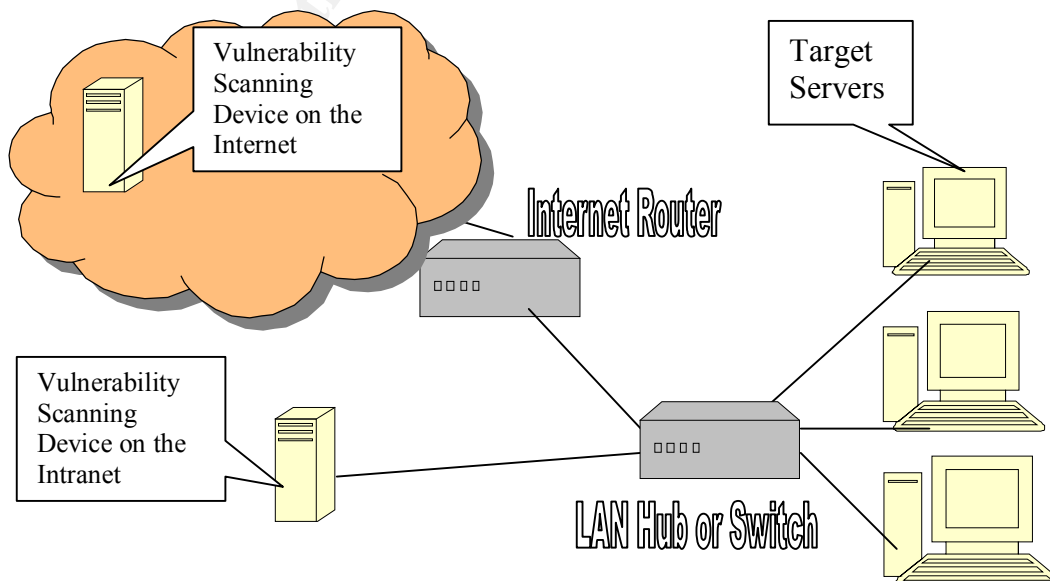 Vulnerability
Scanning
Device on the
Internet
Target
Servers
Internet Router
Vulnerability
Scanning
Device on the
Intranet
LAN Hub or Switch